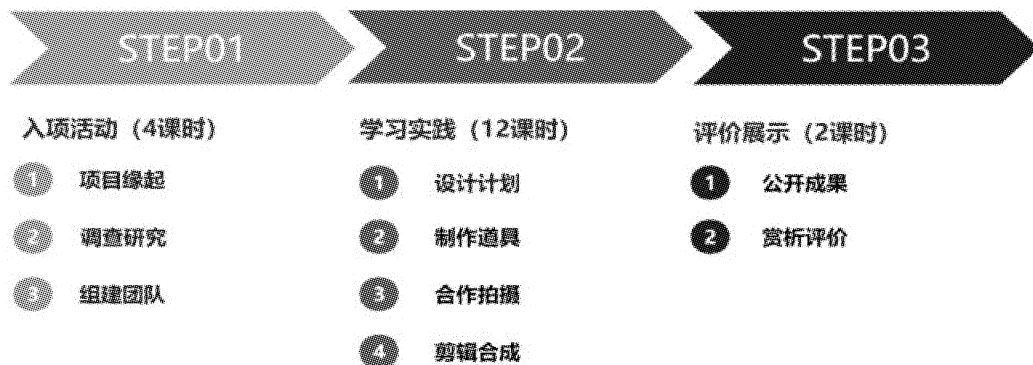 STEP01
STEP02
STEP03
入项活动（4课时）
1 项目缘起
2 调查研究
3 组建团队
学习实践（12课时）
1 设计计划
2 制作道具
3 合作拍摄
4 剪辑合成
评价展示（2课时）
1 公开成果
2 赏析评价